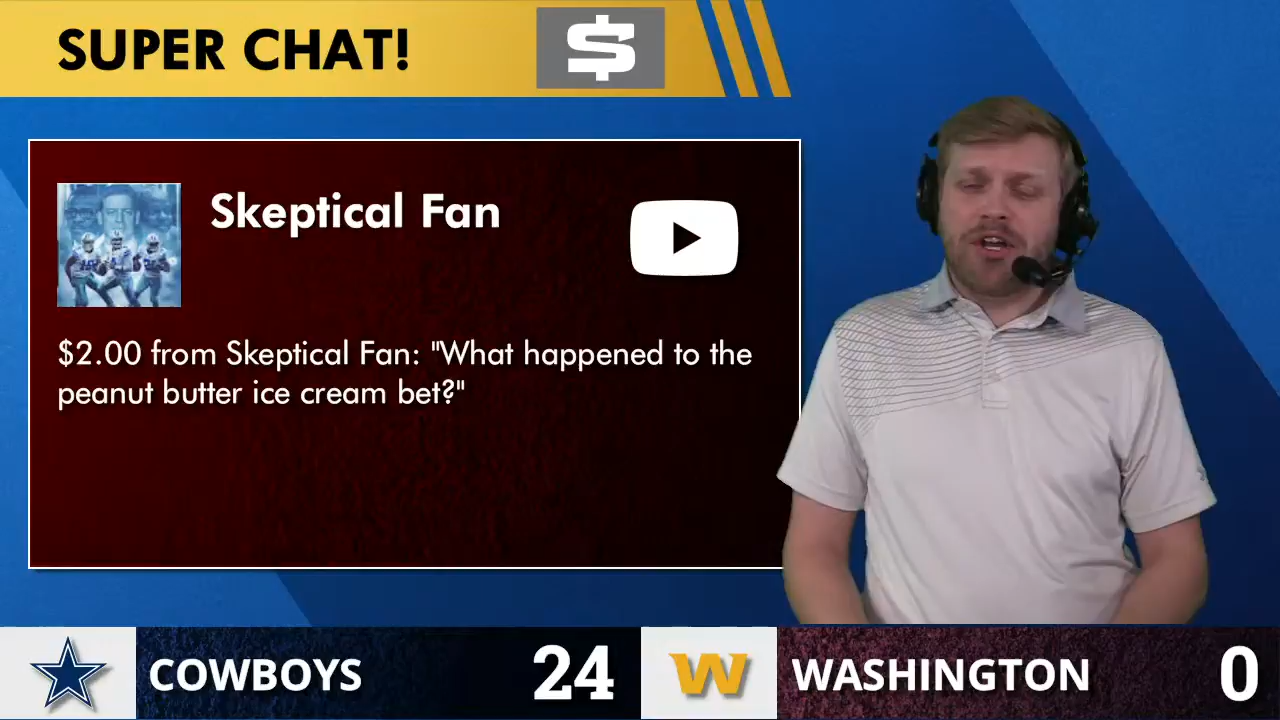 SUPER CHAT!
$
Skeptical Fan
$2.00 from Skeptical Fan: "What happened to the
peanut butter ice cream bet?"
COWBOYS 24 W WASHINGTON 0